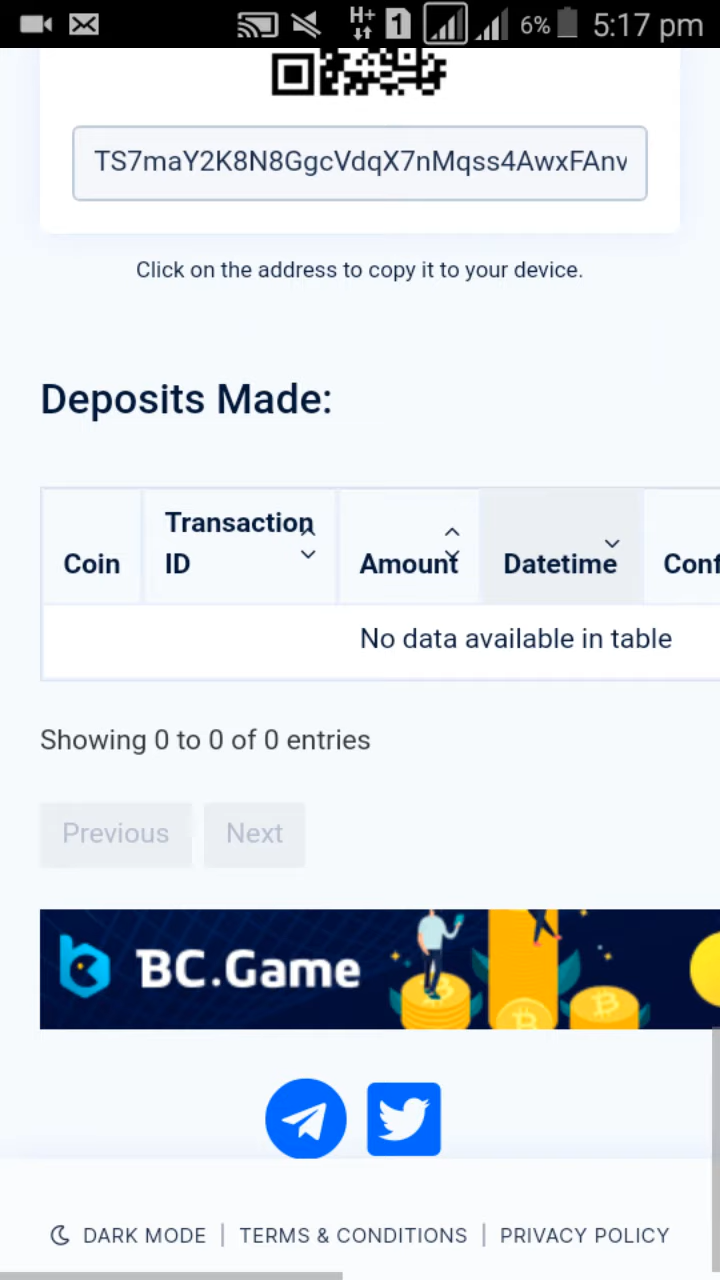 H+ 1 6% 5:17 pm
TS7maY2K8N8GgcVdqX7nMqss4AwxFAnv
Click on the address to copy it to your device.
Deposits Made:
Coin
Transaction
ID
Amount
Datetime
Conf
No data available in table
Showing 0 to 0 of 0 entries
Previous
Next
BC.Game
DARK MODE | TERMS & CONDITIONS | PRIVACY POLICY